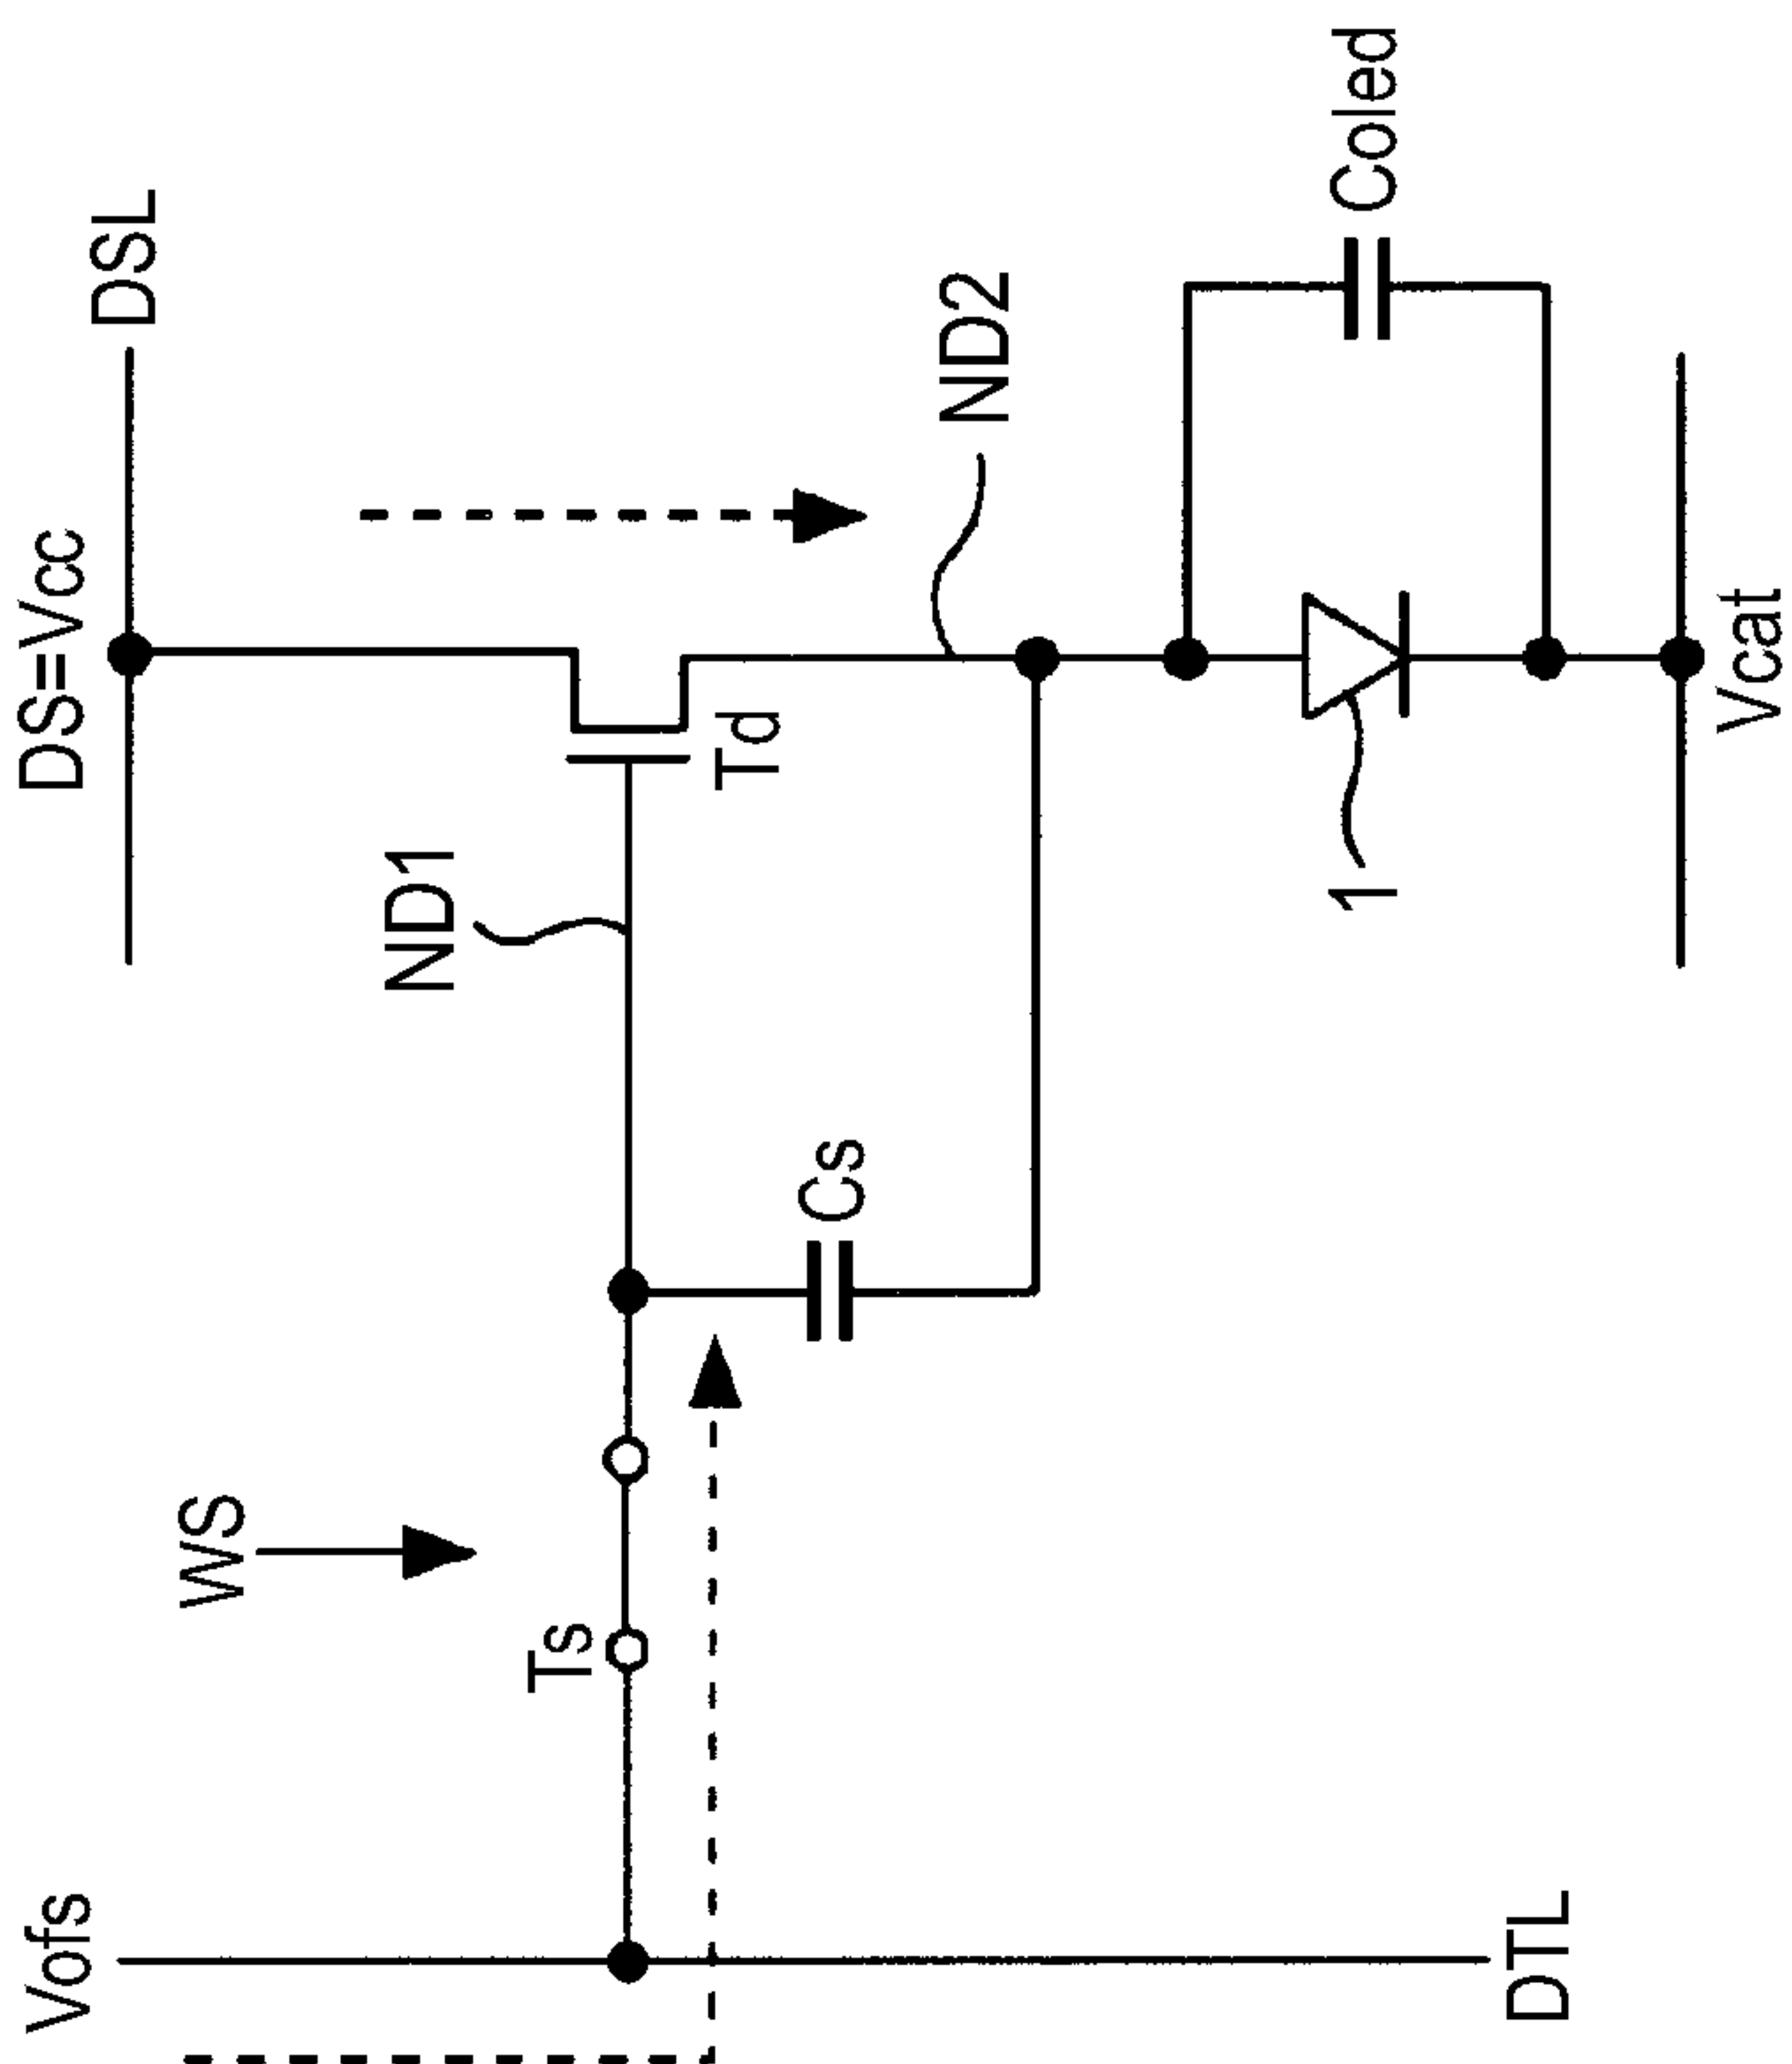 Vofs
DS=Vcc
DSL
WS
Ts
ND1
Td
Cs
ND2
1
Coled
DTL
Vcat